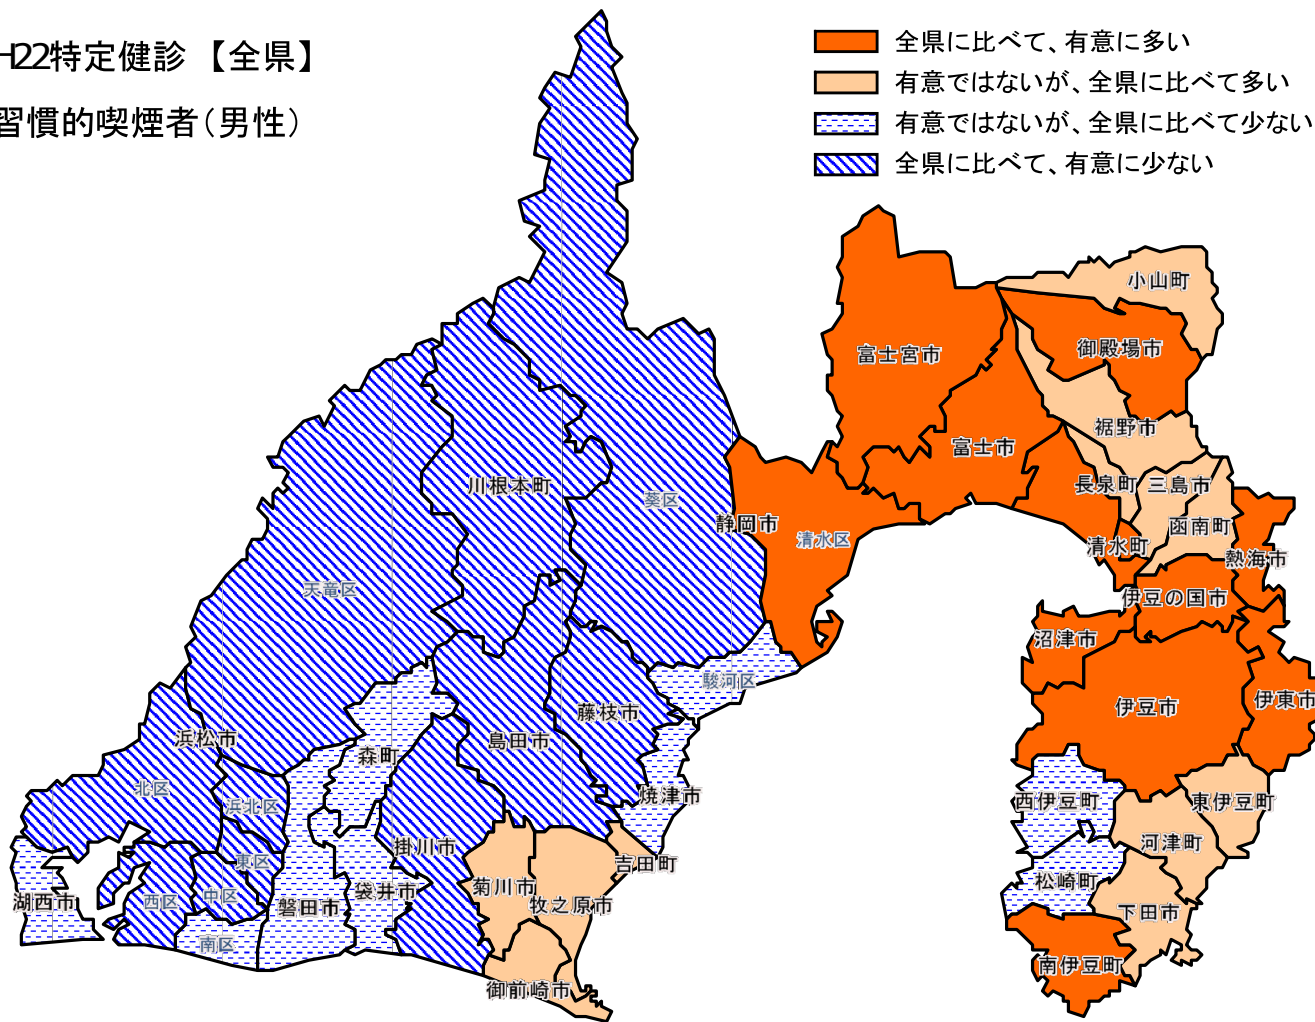 H22特定健診 【全県】
習慣的喫煙者(男性)
全県に比べて、有意に多い
有意ではないが、全県に比べて多い
有意ではないが、全県に比べて少ない
全県に比べて、有意に少ない
小山町
御殿場市
富士宮市
裾野市
富士市
長泉町
三島市
川根本町
葵区
静岡市
清水区
函南町
清水町
熱海市
天竜区
伊豆の国市
沼津市
駿河区
伊東市
伊豆市
藤枝市
浜松市
島田市
森町
北区
浜北区
焼津市
西伊豆町
東伊豆町
掛川市
河津町
東区
吉田町
松崎町
湖西市
西区
中区
磐田市
袋井市
菊川市
牧之原市
下田市
南区
御前崎市
南伊豆町